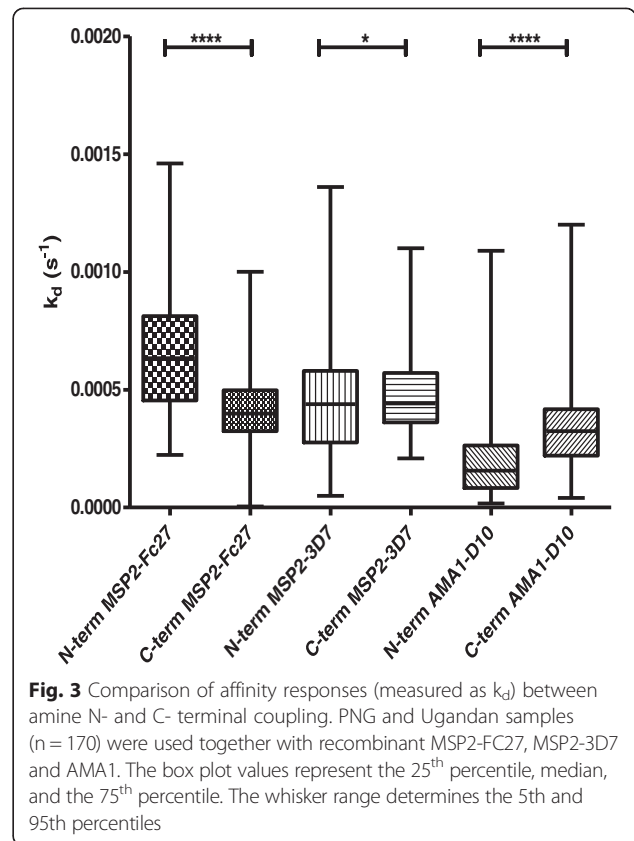 **** * ****
0.0020
0.0015
0.0010
0.0005
0.0000
k_d (s^-1)
N-term MSP2-Fc27
C-term MSP2-Fc27
N-term MSP2-3D7
C-term MSP2-3D7
N-term AMA1-D10
C-term AMA1-D10
Fig. 3 Comparison of affinity responses (measured as k_d) between
amine N- and C- terminal coupling. PNG and Ugandan samples
(n = 170) were used together with recombinant MSP2-FC27, MSP2-3D7
and AMA1. The box plot values represent the 25th percentile, median,
and the 75th percentile. The whisker range determines the 5th and
95th percentiles